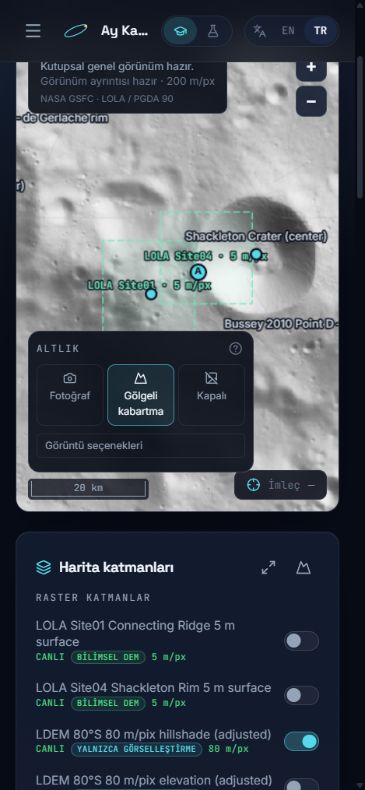 Ay Ka...
EN
TR
Kutupsal genel görünüm hazır.
Görünüm ayrıntısı hazır · 200 m/px
NASA GSFC · LOLA / PGDA 90
+
−
de Gerlache rim
r)
Shackleton Crater (center)
LOLA Site04 · 5 m/px
A
LOLA Site01 · 5 m/px
Bussey 2010 Point D
ALTLIK
?
Fotoğraf
Gölgeli
kabartma
Kapalı
Görüntü seçenekleri
20 km
İmleç —
Harita katmanları
RASTER KATMANLAR
LOLA Site01 Connecting Ridge 5 m
surface
CANLI BİLİMSEL DEM 5 m/px
LOLA Site04 Shackleton Rim 5 m surface
CANLI BİLİMSEL DEM 5 m/px
LDEM 80°S 80 m/pix hillshade (adjusted)
CANLI YALNIZCA GÖRSELLEŞTİRME 80 m/px
LDEM 80°S 80 m/pix elevation (adjusted)